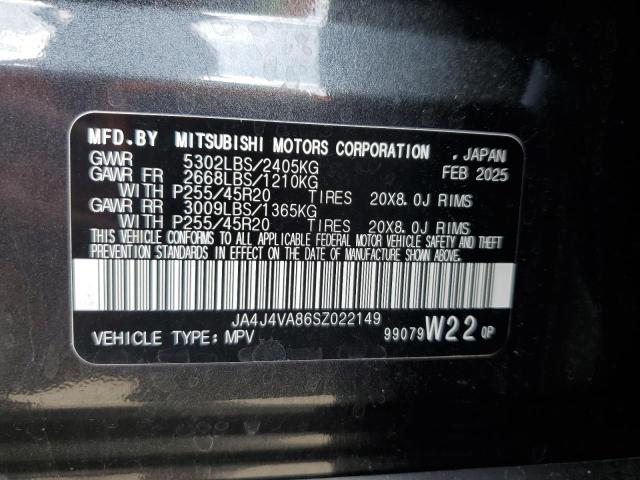 MFD.BY MITSUBISHI MOTORS CORPORATION , JAPAN
GVWR 5302LBS/2405KG FEB 2025
GAWR FR 2668LBS/1210KG
WITH P255/45R20 TIRES 20X8.0J RIMS
GAWR RR 3009LBS/1365KG
WITH P255/45R20 TIRES 20X8.0J RIMS
THIS VEHICLE CONFORMS TO ALL APPLICABLE FEDERAL MOTOR VEHICLE SAFETY AND THEFT
PREVENTION STANDARDS IN EFFECT ON THE DATE OF MANUFACTURE SHOWN ABOVE.
JA4J4VA86SZ022149
VEHICLE TYPE: MPV 99079 W22 0P